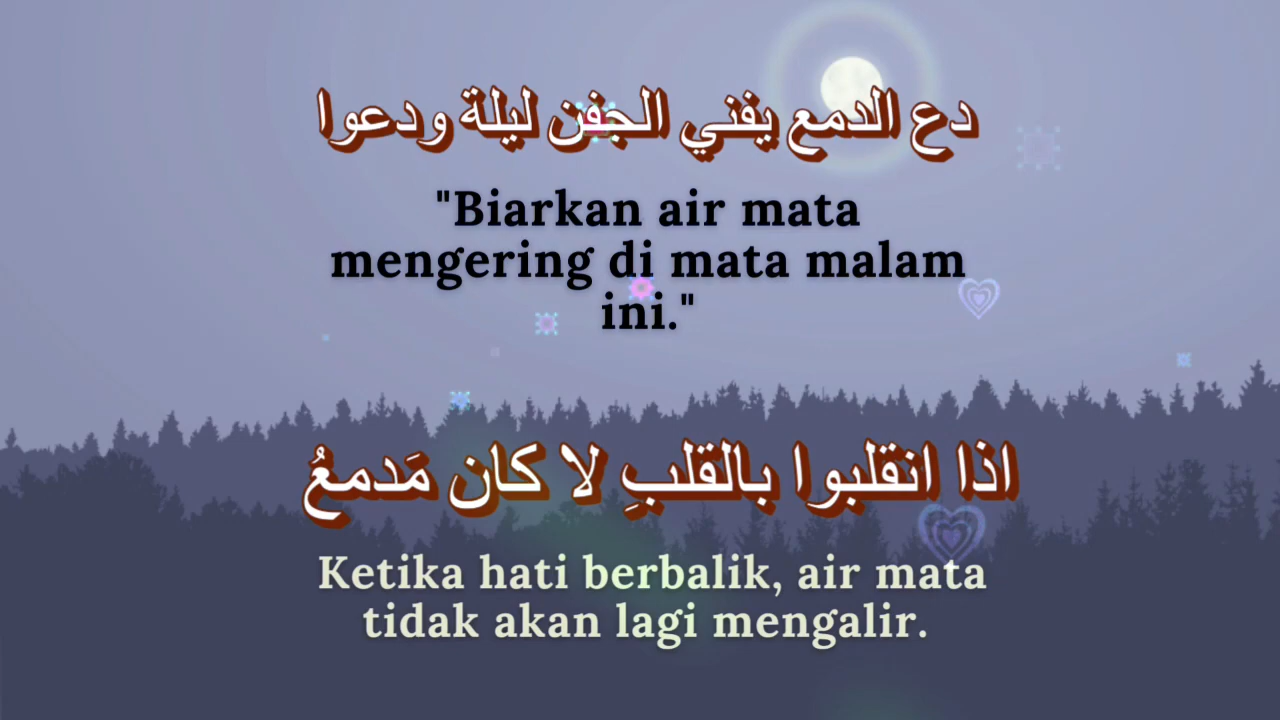 دع الدمع يفني الجفن ليلة ودعوا
"Biarkan air mata
mengering di mata malam
ini."
اذا انقلبوا بالقلبِ لا كان مَدمعُ
Ketika hati berbalik, air mata
tidak akan lagi mengalir.